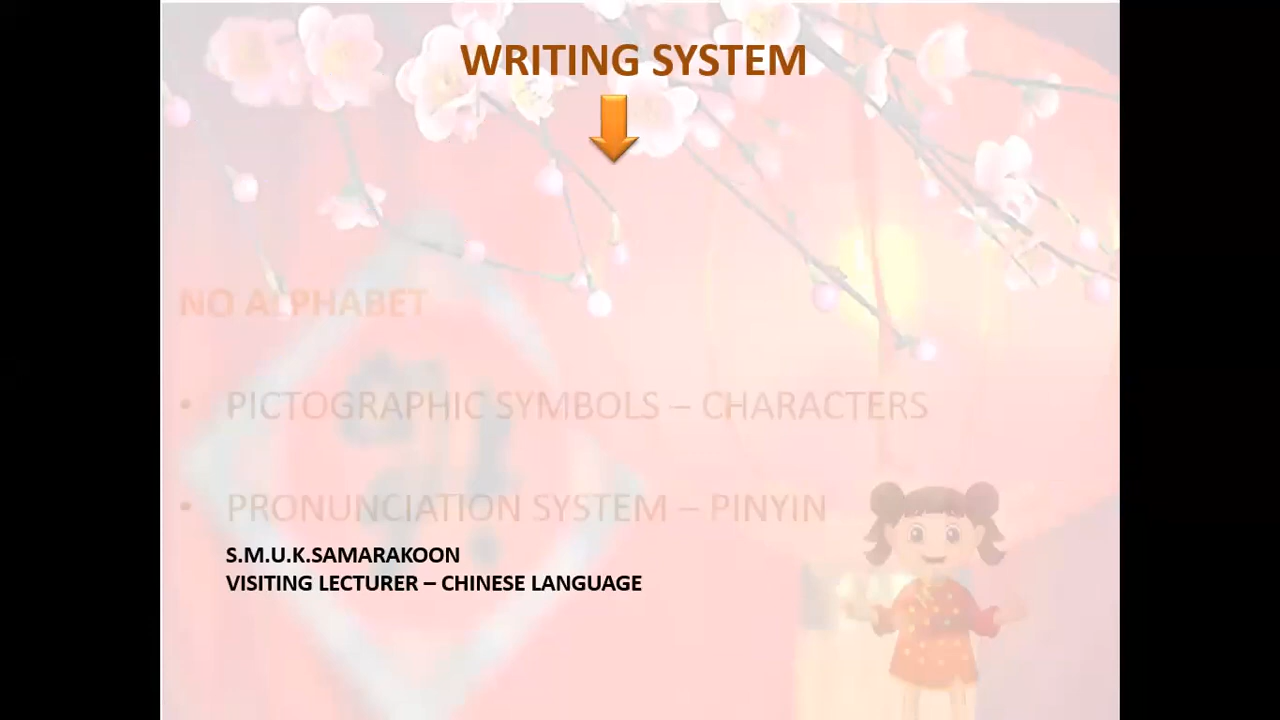 WRITING SYSTEM
NO ALPHABET
• PICTOGRAPHIC SYMBOLS – CHARACTERS
• PRONUNCIATION SYSTEM – PINYIN
S.M.U.K.SAMARAKOON
VISITING LECTURER – CHINESE LANGUAGE